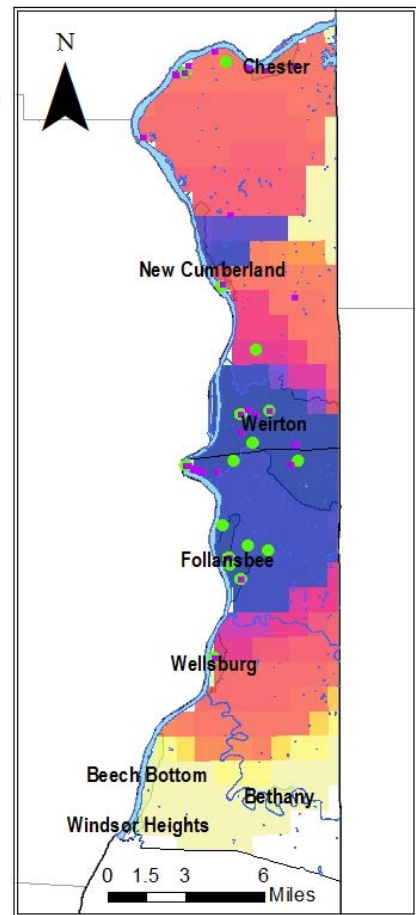 N
Chester
New Cumberland
Weirton
Follansbee
Wellsburg
Beech Bottom
Bethany
Windsor Heights
0 1.5 3 6
Miles